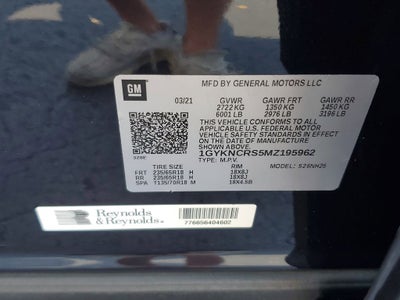 GM
MFD BY GENERAL MOTORS LLC
03/21 GVWR GAWR FRT GAWR RR
2722 KG 1350 KG 1450 KG
6001 LB 2976 LB 3196 LB
THIS VEHICLE CONFORMS TO ALL
APPLICABLE U.S. FEDERAL MOTOR
VEHICLE SAFETY STANDARDS IN
EFFECT ON THE DATE OF MANUFACTURE
SHOWN ABOVE.
1GYKNCRS5MZ195962
TYPE: M.P.V. MODEL: S26NH26
TIRE SIZE RIM
FRT 235/65R18 H 18X8J
RR 235/65R18 H 18X8J
SPA T135/70R18 M 18X4.5B
Reynolds
& Reynolds
776656404602